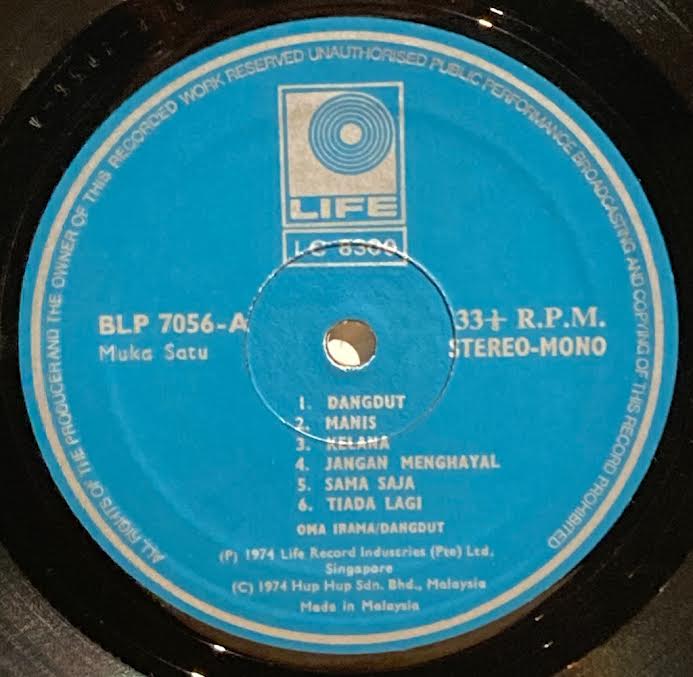 ALL RIGHTS OF THE PRODUCER AND THE OWNER OF THIS RECORDED WORK RESERVED UNAUTHORISED PUBLIC PERFORMANCE BROADCASTING AND COPYING OF THIS RECORD PROHIBITED
LIFE
LC 8309
BLP 7056-A
Muka Satu
33⅓ R.P.M.
STEREO-MONO
1. DANGDUT
2. MANIS
3. KELANA
4. JANGAN MENGHAYAL
5. SAMA SAJA
6. TIADA LAGI
OMA IRAMA/DANGDUT
(P) 1974 Life Record Industries (Pte) Ltd,
Singapore
(C) 1974 Hup Hup Sdn. Bhd., Malaysia
Made in Malaysia